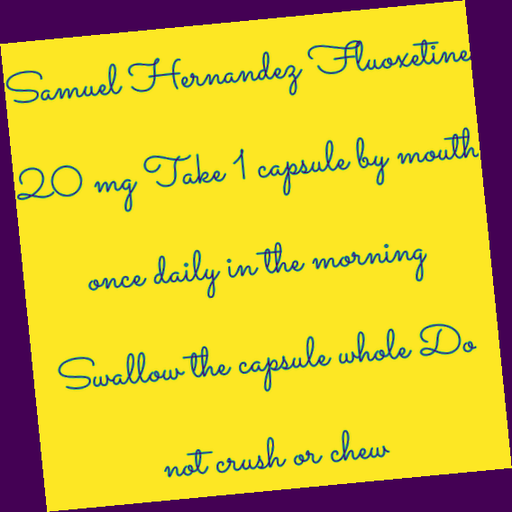 Samuel Hernandez Fluoxetine
20 mg Take 1 capsule by mouth
once daily in the morning
Swallow the capsule whole Do
not crush or chew